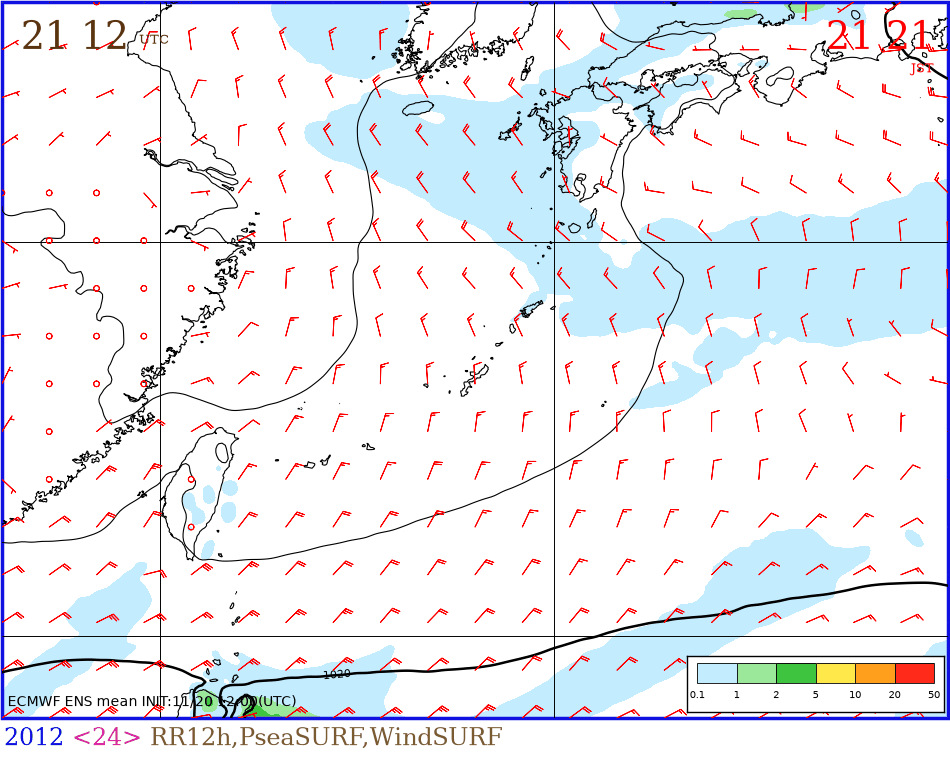 21 12 UTC
21 21 JST
1020
0.1 1 2 5 10 20 50
ECMWF ENS mean INIT:11/20 12:00(UTC)
2012 <24> RR12h,PseaSURF,WindSURF